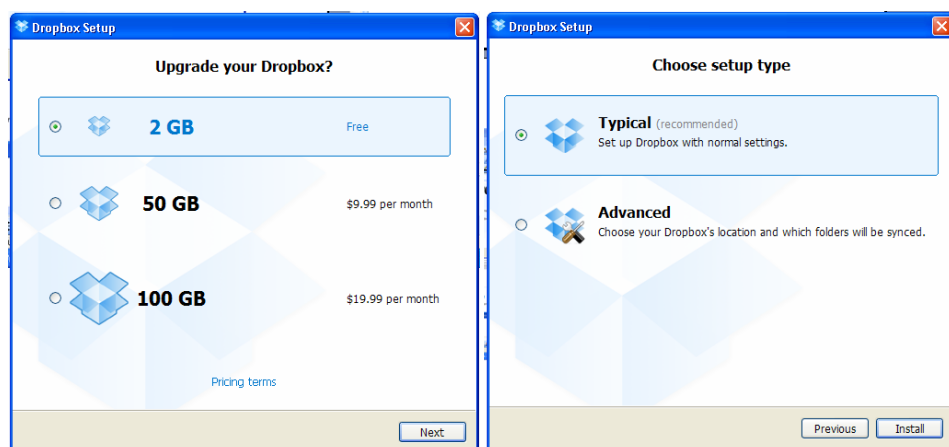 Dropbox Setup
Upgrade your Dropbox?
2 GB Free
50 GB $9.99 per month
100 GB $19.99 per month
Pricing terms
Next
Dropbox Setup
Choose setup type
Typical (recommended)
Set up Dropbox with normal settings.
Advanced
Choose your Dropbox's location and which folders will be synced.
Previous Install